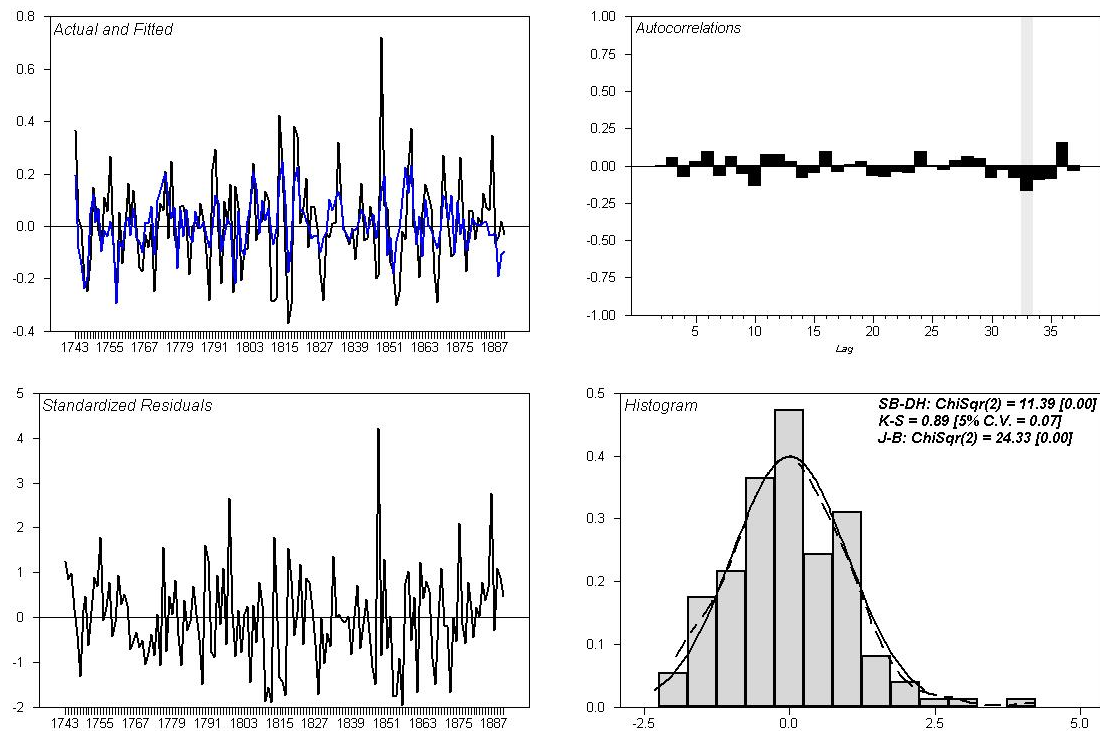 Actual and Fitted
0.8
0.6
0.4
0.2
0.0
-0.2
-0.4
1743 1755 1767 1779 1791 1803 1815 1827 1839 1851 1863 1875 1887
Autocorrelations
1.00
0.75
0.50
0.25
0.00
-0.25
-0.50
-0.75
-1.00
5 10 15 20 25 30 35
Lag
Standardized Residuals
5
4
3
2
1
0
-1
-2
1743 1755 1767 1779 1791 1803 1815 1827 1839 1851 1863 1875 1887
Histogram
SB-DH: ChiSqr(2) = 11.39 [0.00]
K-S = 0.89 [5% C.V. = 0.07]
J-B: ChiSqr(2) = 24.33 [0.00]
0.5
0.4
0.3
0.2
0.1
0.0
-2.5 0.0 2.5 5.0